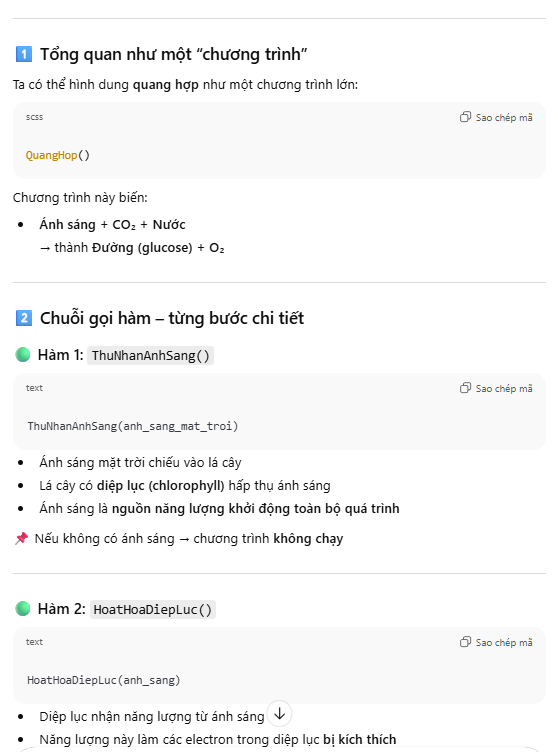 1 Tổng quan như một “chương trình”
Ta có thể hình dung quang hợp như một chương trình lớn:
scss
Sao chép mã
QuangHop()
Chương trình này biến:
• Ánh sáng + CO₂ + Nước
→ thành Đường (glucose) + O₂
2 Chuỗi gọi hàm – từng bước chi tiết
Hàm 1: ThuNhanAnhSang()
text
Sao chép mã
ThuNhanAnhSang(anh_sang_mat_troi)
• Ánh sáng mặt trời chiếu vào lá cây
• Lá cây có diệp lục (chlorophyll) hấp thụ ánh sáng
• Ánh sáng là nguồn năng lượng khởi động toàn bộ quá trình
📌 Nếu không có ánh sáng → chương trình không chạy
Hàm 2: HoatHoaDiepLuc()
text
Sao chép mã
HoatHoaDiepLuc(anh_sang)
• Diệp lục nhận năng lượng từ ánh sáng
• Năng lượng này làm các electron trong diệp lục bị kích thích